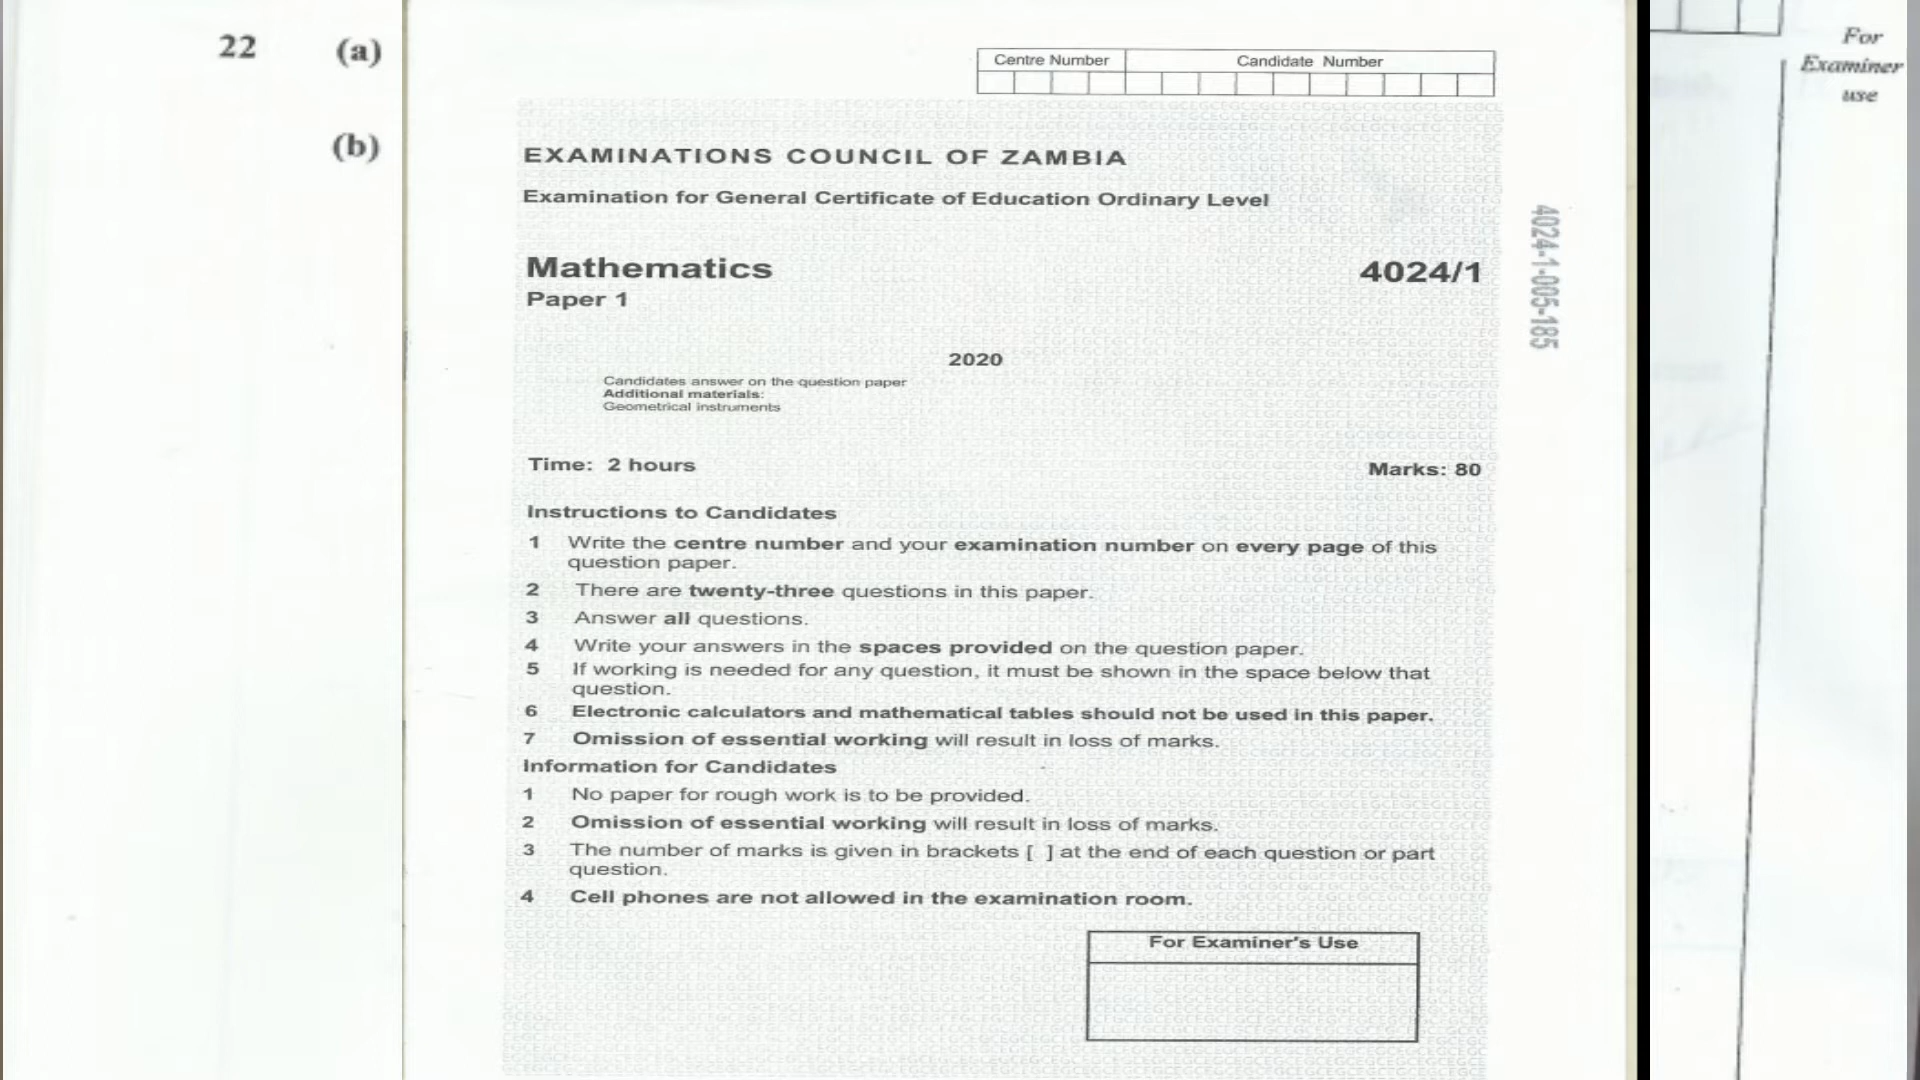 22 (a)
(b)
Centre Number Candidate Number
EXAMINATIONS COUNCIL OF ZAMBIA
Examination for General Certificate of Education Ordinary Level
Mathematics 4024/1
Paper 1
2020
Candidates answer on the question paper
Additional materials:
Geometrical instruments
Time: 2 hours Marks: 80
Instructions to Candidates
1 Write the centre number and your examination number on every page of this
question paper.
2 There are twenty-three questions in this paper.
3 Answer all questions.
4 Write your answers in the spaces provided on the question paper.
5 If working is needed for any question, it must be shown in the space below that
question.
6 Electronic calculators and mathematical tables should not be used in this paper.
7 Omission of essential working will result in loss of marks.
Information for Candidates
1 No paper for rough work is to be provided.
2 Omission of essential working will result in loss of marks.
3 The number of marks is given in brackets [ ] at the end of each question or part
question.
4 Cell phones are not allowed in the examination room.
For Examiner's Use
4024-1-005-185
For
Examiner
use